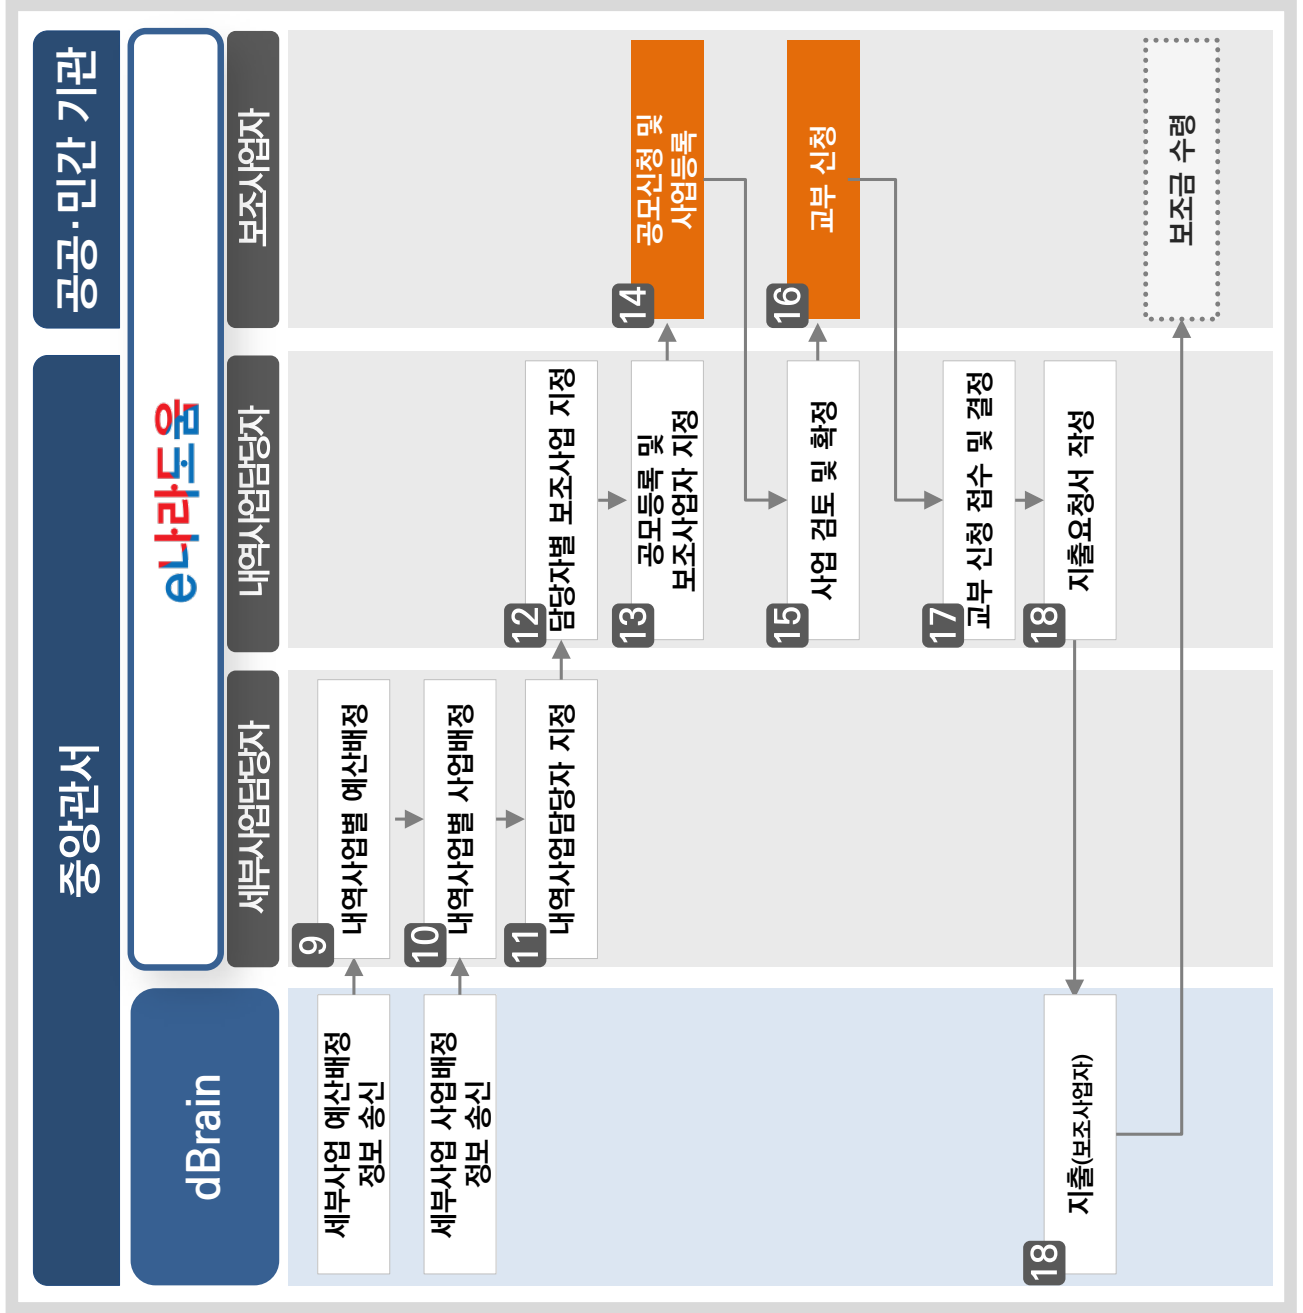 중앙관서
공공·민간 기관
dBrain
e나라도움
세부사업담당자
내역사업담당자
보조사업자
세부사업 예산배정
정보 송신
9
내역사업별 예산배정
세부사업 사업배정
정보 송신
10
내역사업별 사업배정
11
내역사업담당자 지정
12
담당자별 보조사업 지정
13
공모등록 및
보조사업자 지정
14
공모신청 및
사업등록
15
사업 검토 및 확정
16
교부 신청
17
교부 신청 접수 및 결정
18
지출요청서 작성
18
지출(보조사업자)
보조금 수령